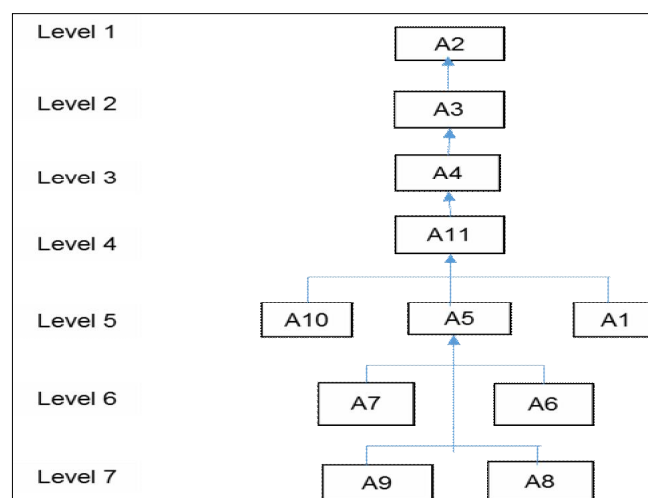 Level 1
A2
Level 2
A3
Level 3
A4
Level 4
A11
Level 5
A10
A5
A1
Level 6
A7
A6
Level 7
A9
A8